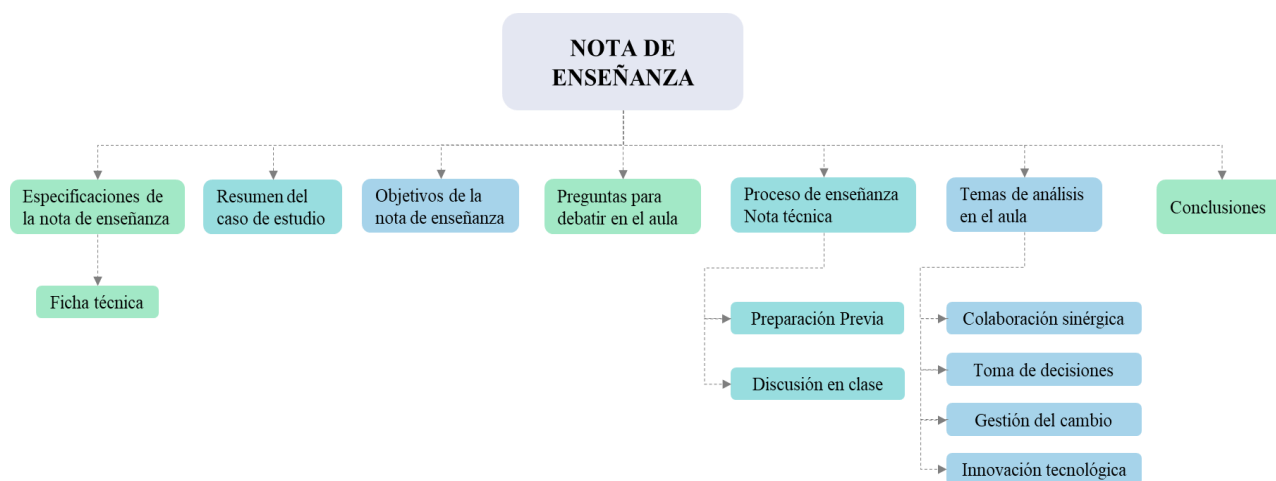 NOTA DE
ENSEÑANZA
Especificaciones de
la nota de enseñanza
Resumen del
caso de estudio
Objetivos de la
nota de enseñanza
Preguntas para
debatir en el aula
Proceso de enseñanza
Nota técnica
Temas de análisis
en el aula
Conclusiones
Ficha técnica
Preparación Previa
Discusión en clase
Colaboración sinérgica
Toma de decisiones
Gestión del cambio
Innovación tecnológica